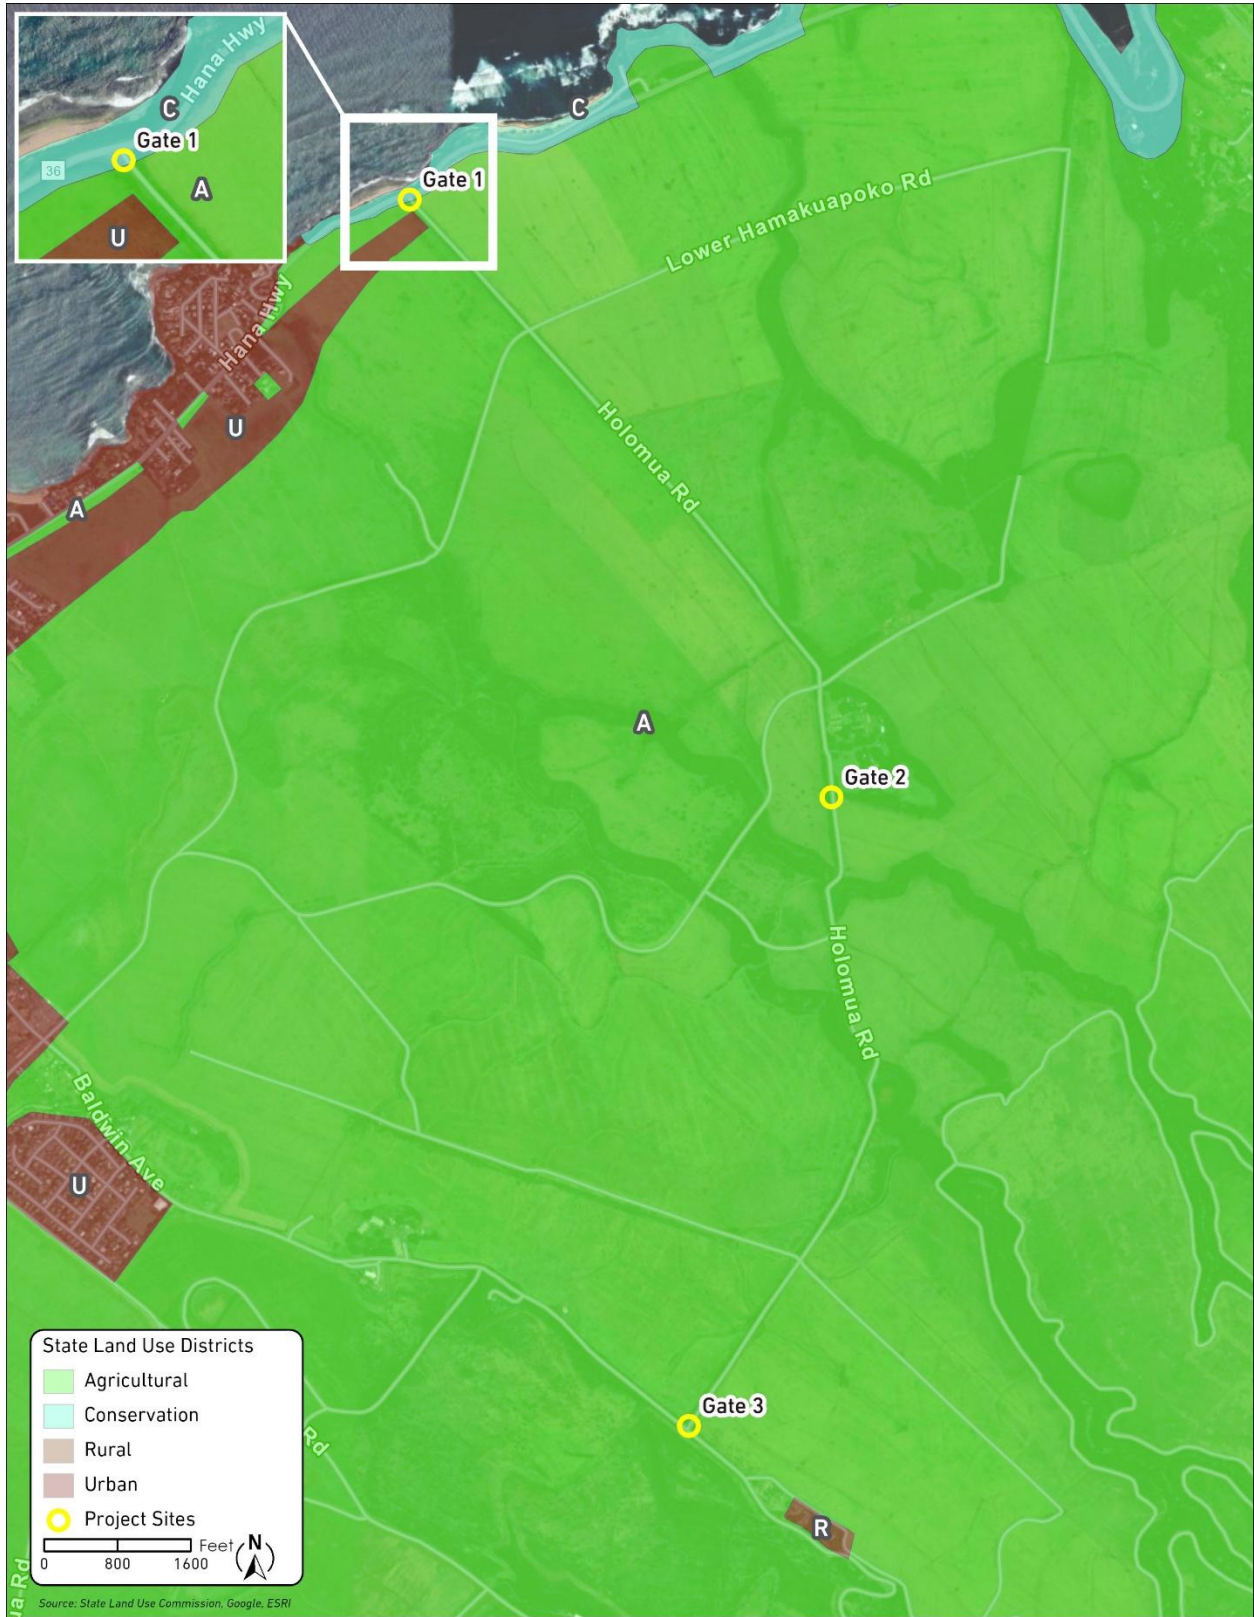 Hana Hwy
C
Gate 1
36
A
U
C
Gate 1
Lower Hamakuapoko Rd
Hana Hwy
U
A
Holomua Rd
A
Gate 2
Holomua Rd
Baldwin Ave
U
Gate 3
R
Rd
ua-Rd
State Land Use Districts
Agricultural
Conservation
Rural
Urban
Project Sites
Feet
N
0 800 1600
Source: State Land Use Commission, Google, ESRI